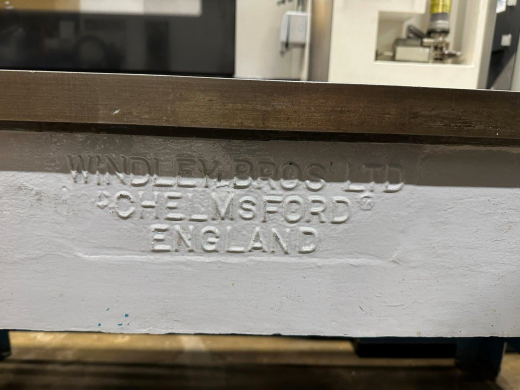 WINDLEY BROS LTD
"CHELMSFORD"
ENGLAND